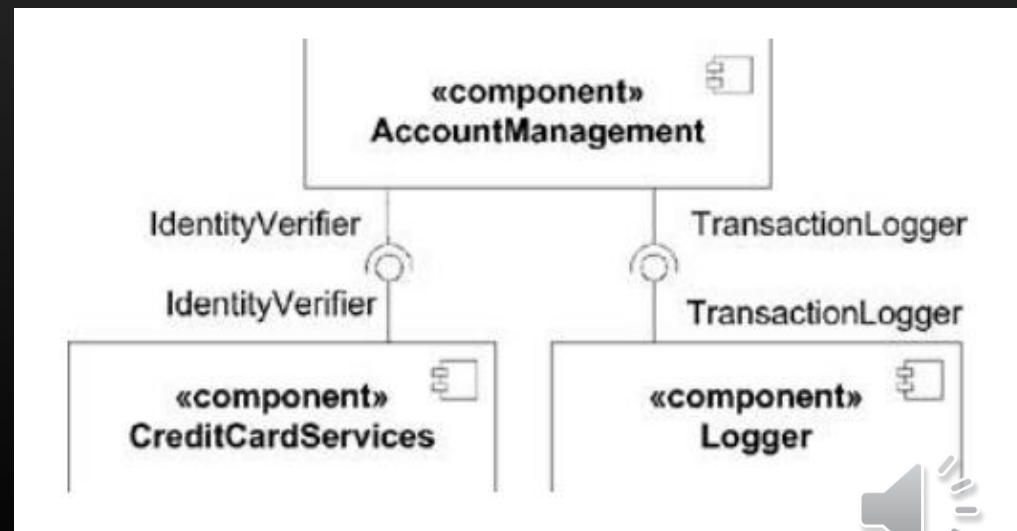 «component»
AccountManagement
IdentityVerifier
TransactionLogger
IdentityVerifier
TransactionLogger
«component»
CreditCardServices
«component»
Logger